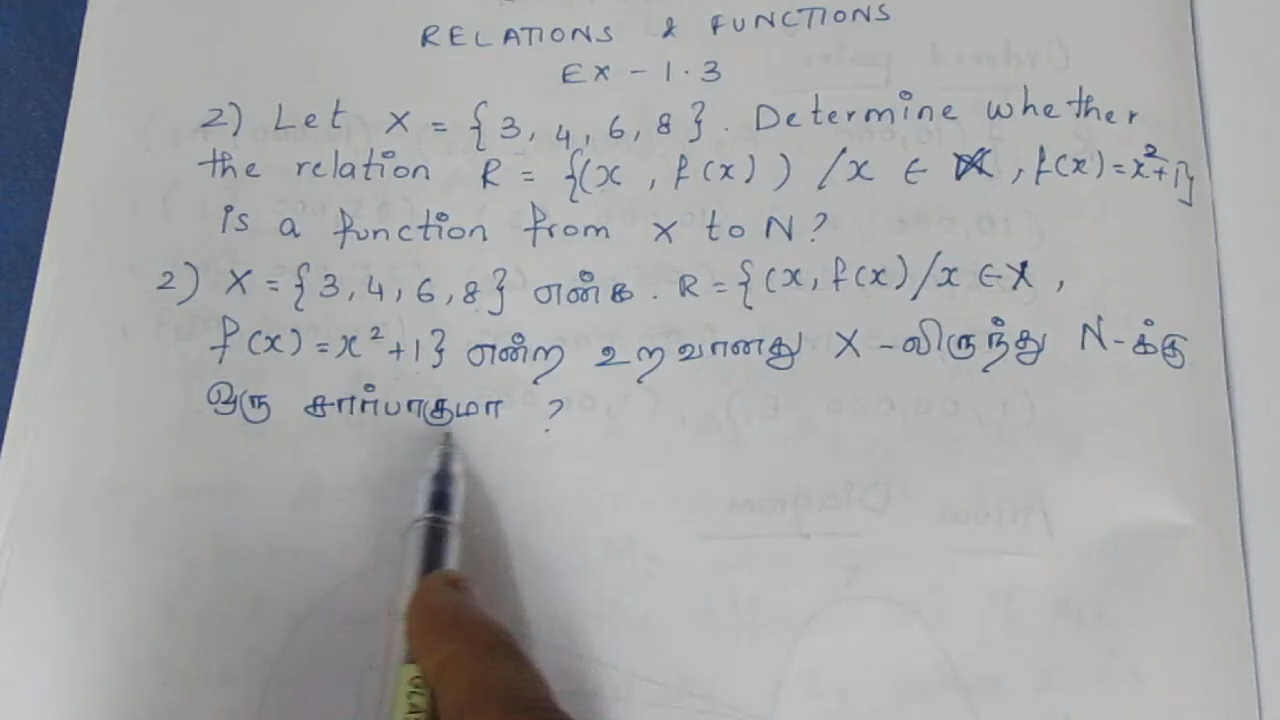 RELATIONS & FUNCTIONS
EX - 1.3
2) Let X = {3, 4, 6, 8}. Determine whether
the relation R = {(x, f(x)) / x ∈ X, f(x) = x²+1}
is a function from X to N?
2) X = {3, 4, 6, 8} என்க. R = {(x, f(x) / x ∈ X,
f(x) = x²+1} என்ற உறவானது X-லிருந்து N-க்கு
ஒரு சார்பாகுமா ?